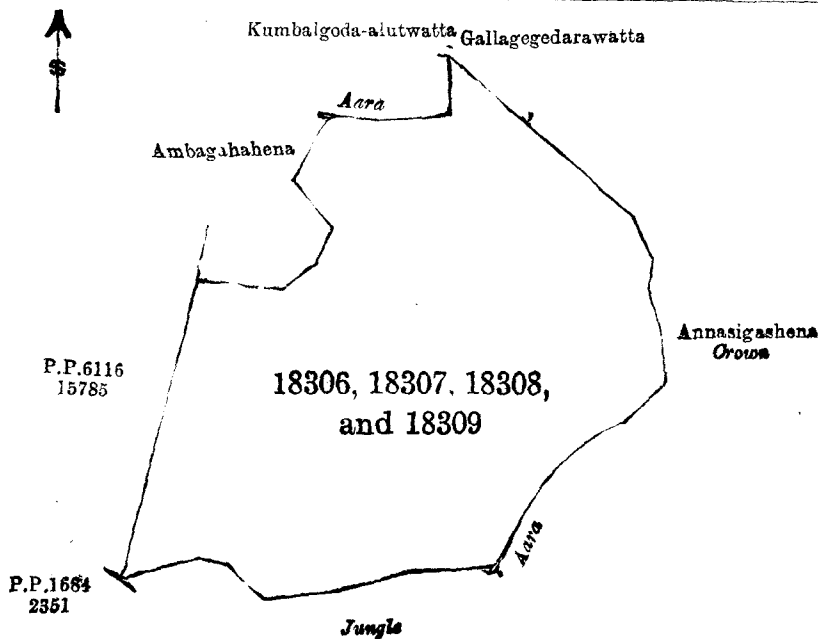 Kumbalgoda-alutwatta
Gallagegedarawatta
Aara
Ambagahahena
Annasigashena
Crown
P.P.6116
15785
18306, 18307, 18308,
and 18309
Aara
P.P.1684
2351
Jungle